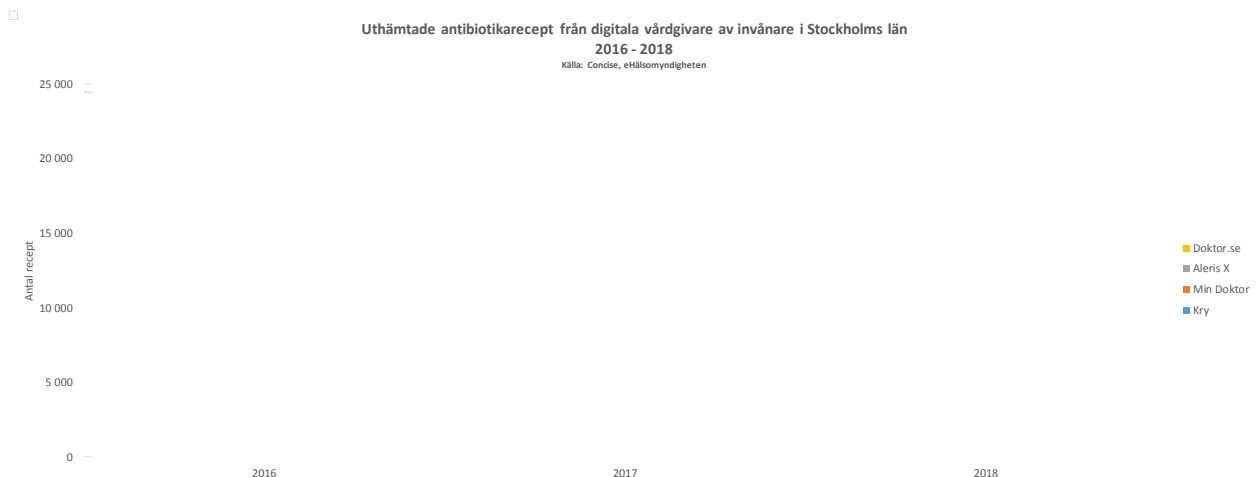 Uthämtade antibiotikarecept från digitala vårdgivare av invånare i Stockholms län
2016 - 2018
Källa: Concise, eHälsomyndigheten
25 000
20 000
15 000
10 000
5 000
0
Antal recept
2016
2017
2018
Doktor.se
Aleris X
Min Doktor
Kry